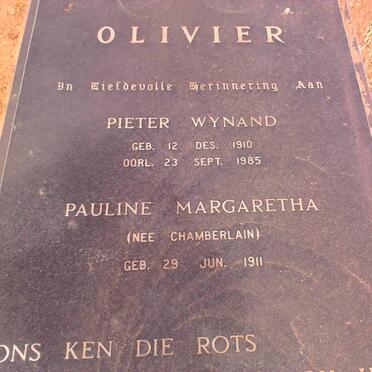 OLIVIER
In Liefdevolle Herinnering Aan
PIETER WYNAND
GEB. 12 DES. 1910
OORL. 23 SEPT. 1985
PAULINE MARGARETHA
(NEE CHAMBERLAIN)
GEB. 29 JUN. 1911
ONS KEN DIE ROTS